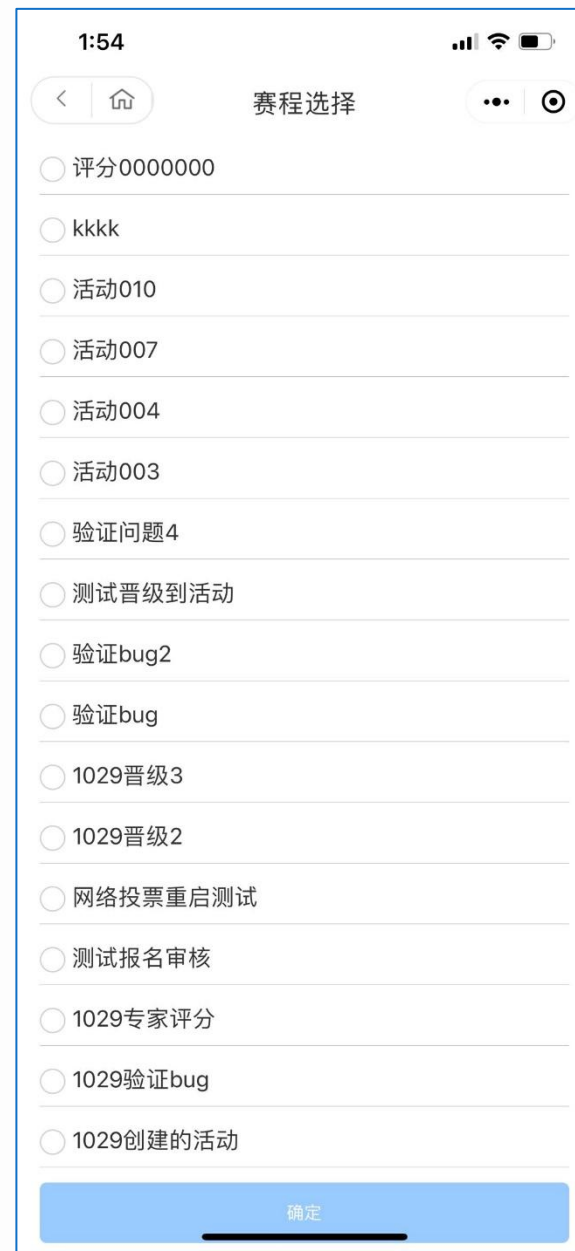 1:54
赛程选择
评分0000000
kkkk
活动010
活动007
活动004
活动003
验证问题4
测试晋级到活动
验证bug2
验证bug
1029晋级3
1029晋级2
网络投票重启测试
测试报名审核
1029专家评分
1029验证bug
1029创建的活动
确定